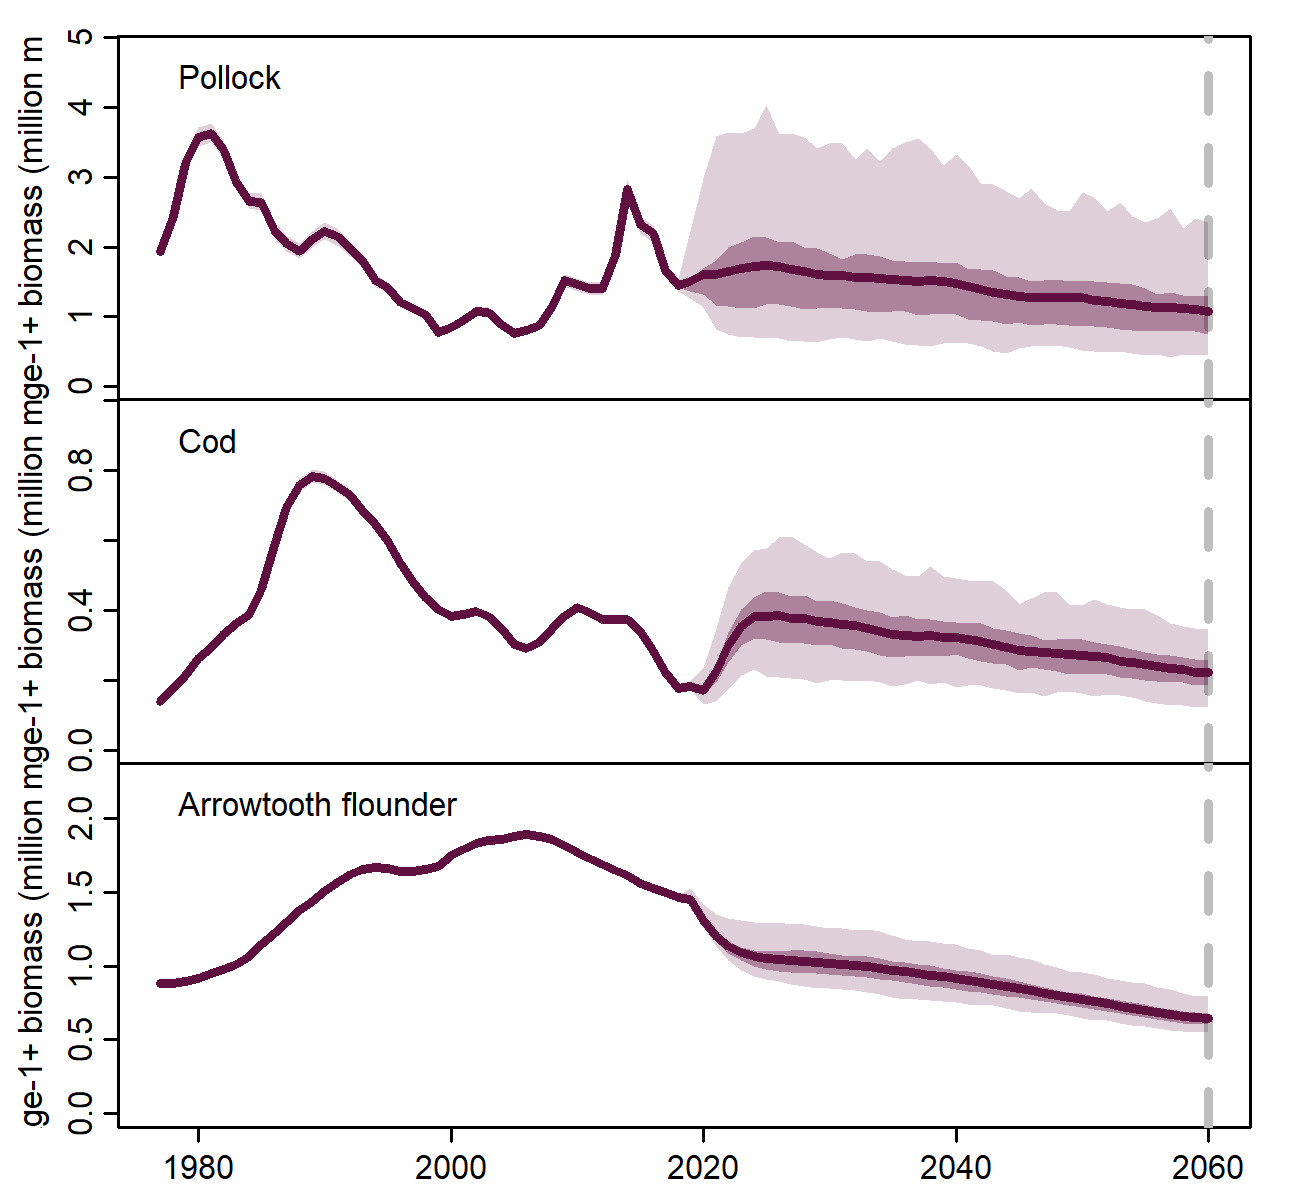 Pollock
ge-1+ biomass (million m
0 1 2 3 4 5
Cod
ge-1+ biomass (million m
0.0 0.4 0.8
Arrowtooth flounder
ge-1+ biomass (million m
0.0 0.5 1.0 1.5 2.0
1980 2000 2020 2040 2060